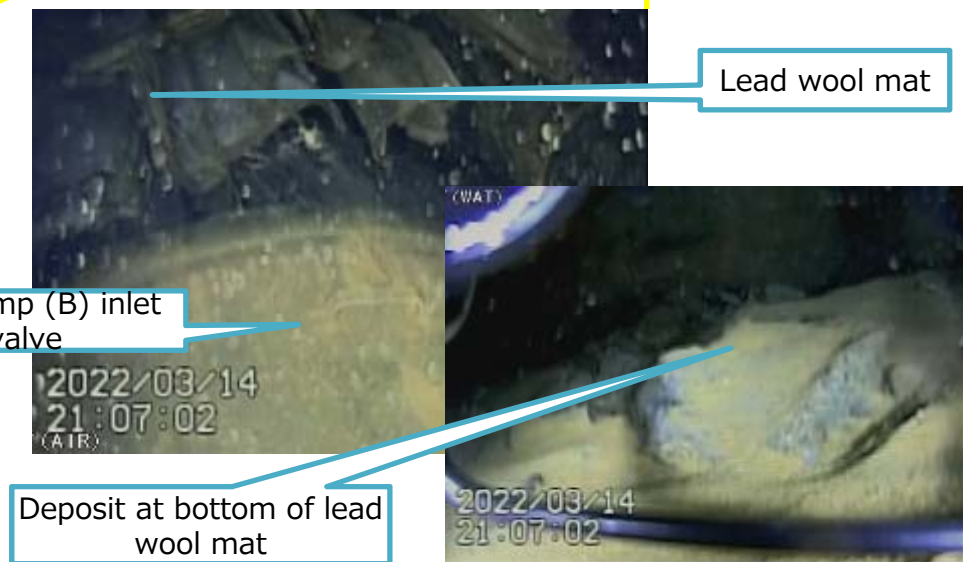 Lead wool mat
(WAT)
mp (B) inlet
valve
2022/03/14
21:07:02
(AIR)
Deposit at bottom of lead
wool mat
2022/03/14
21:07:02